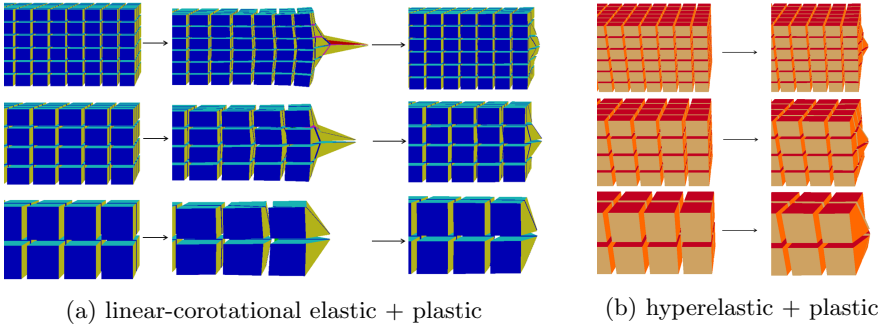 (a) linear-corotational elastic + plastic
(b) hyperelastic + plastic